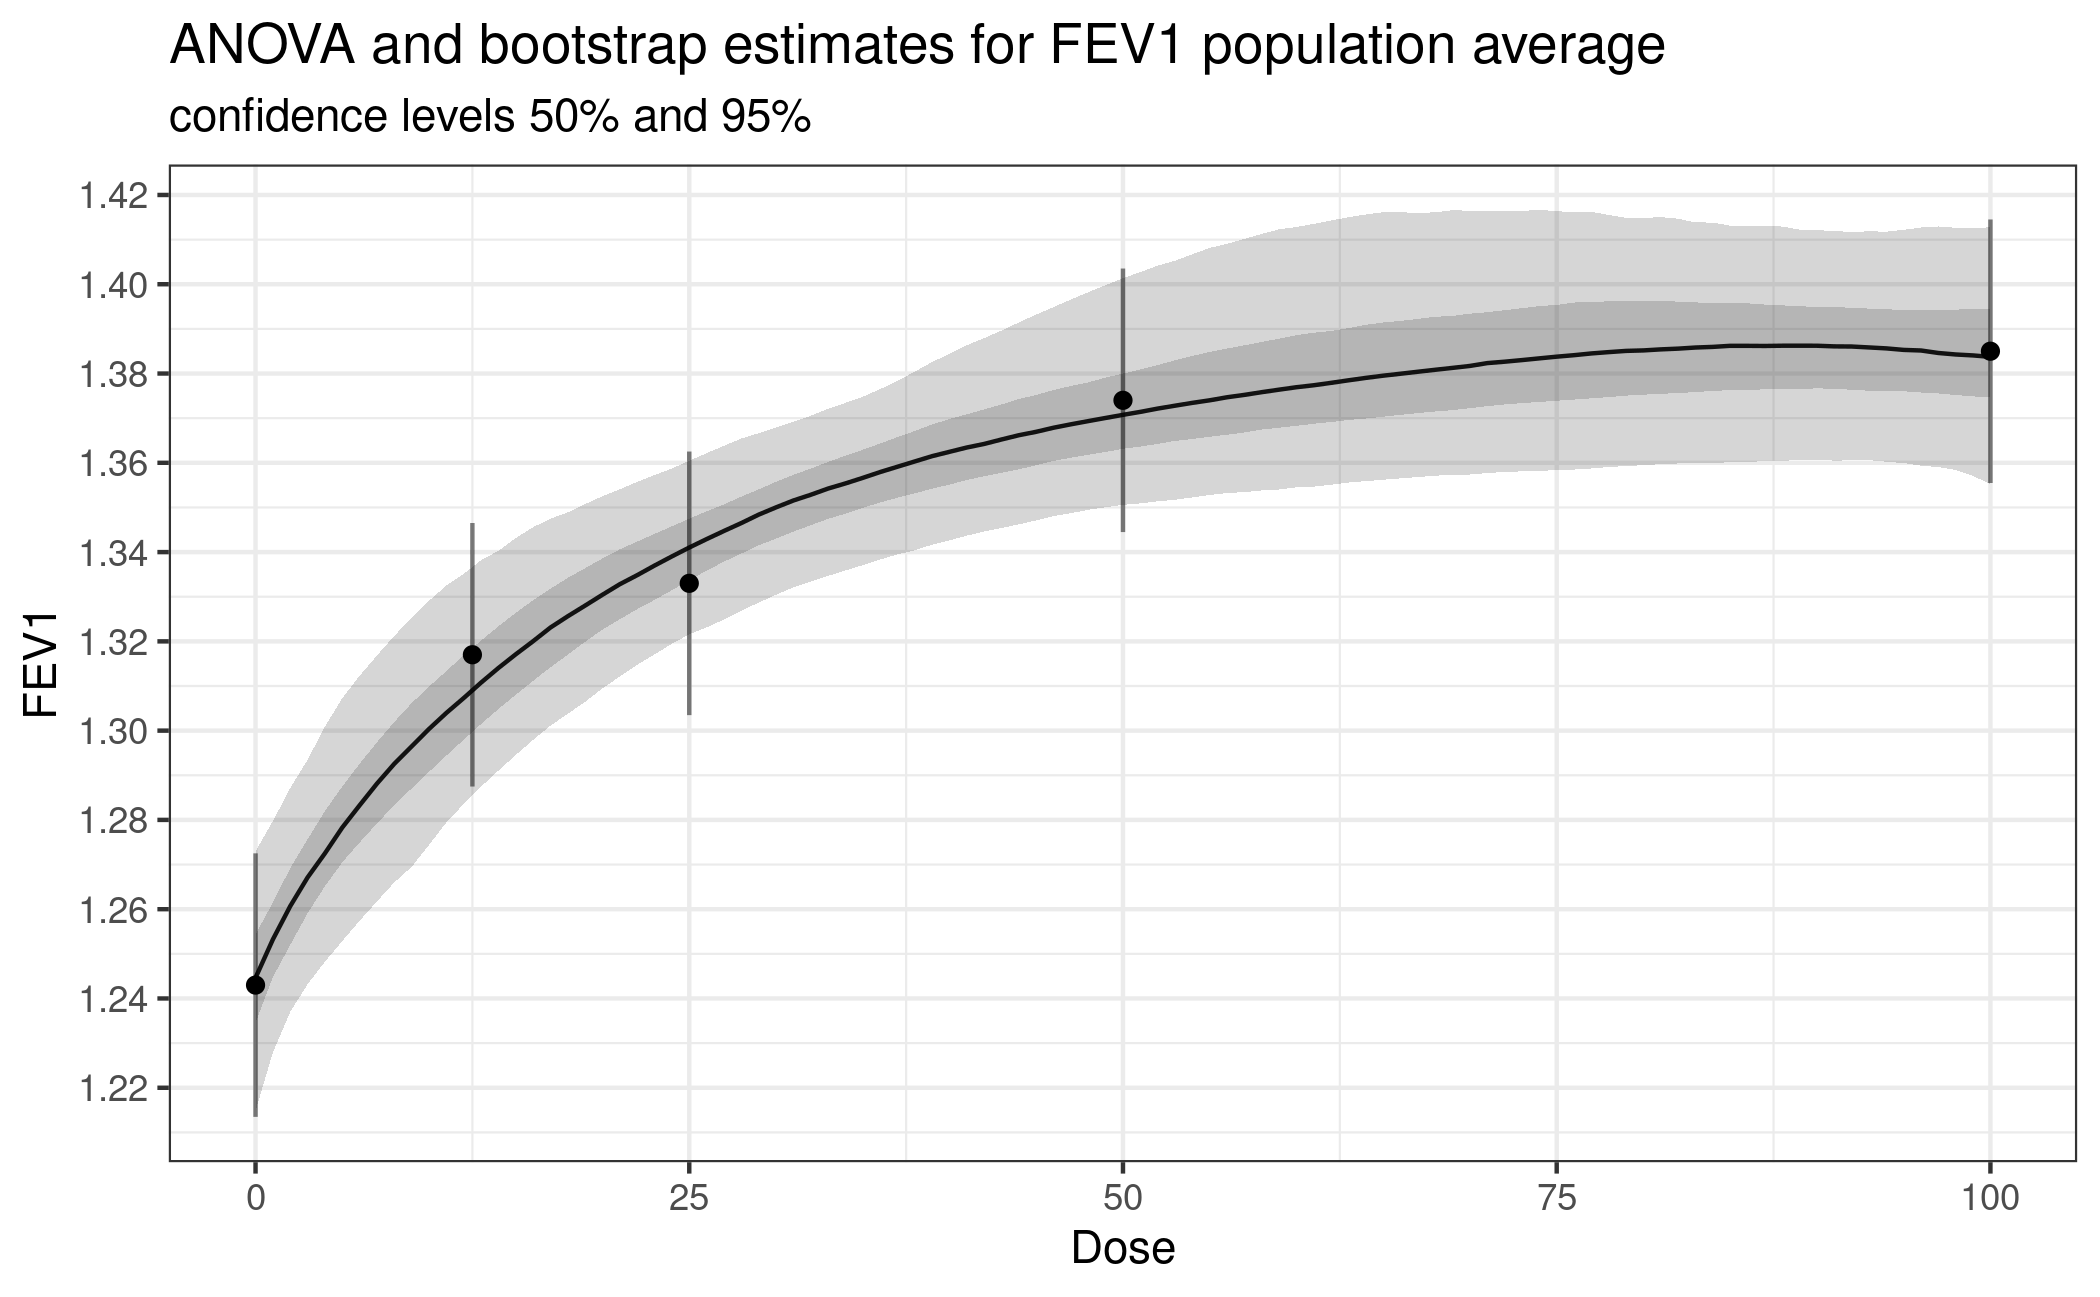 ANOVA and bootstrap estimates for FEV1 population average
confidence levels 50% and 95%
1.42
1.40
1.38
1.36
1.34
1.32
1.30
1.28
1.26
1.24
1.22
FEV1
0 25 50 75 100
Dose